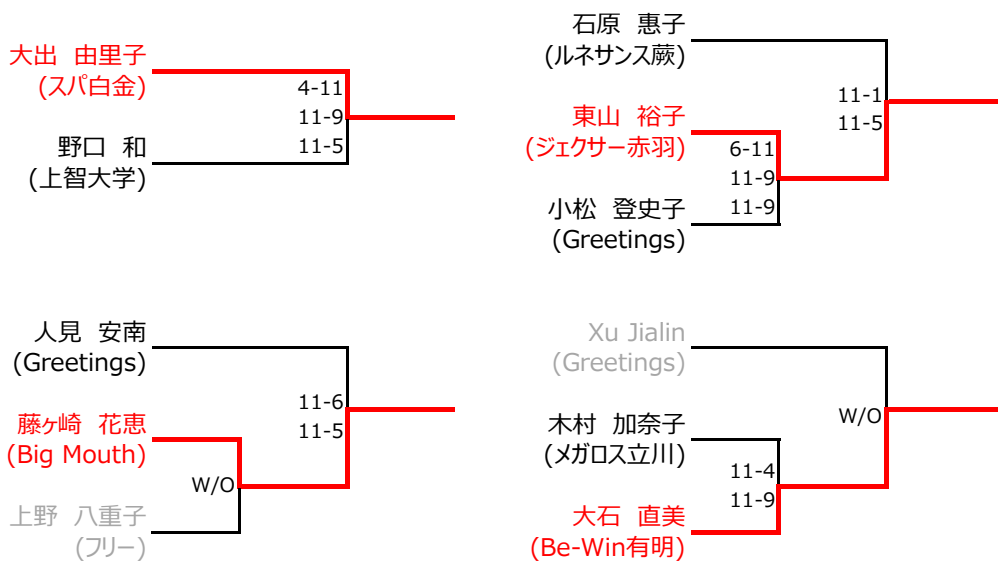 大出 由里子
(スパ白金)
4-11
11-9
11-5
野口 和
(上智大学)
石原 惠子
(ルネサンス蕨)
11-1
11-5
東山 裕子
(ジェクサー赤羽)
6-11
11-9
11-9
小松 登史子
(Greetings)
人見 安南
(Greetings)
11-6
11-5
藤ヶ崎 花恵
(Big Mouth)
W/O
上野 八重子
(フリー)
Xu Jialin
(Greetings)
W/O
木村 加奈子
(メガロス立川)
11-4
11-9
大石 直美
(Be-Win有明)